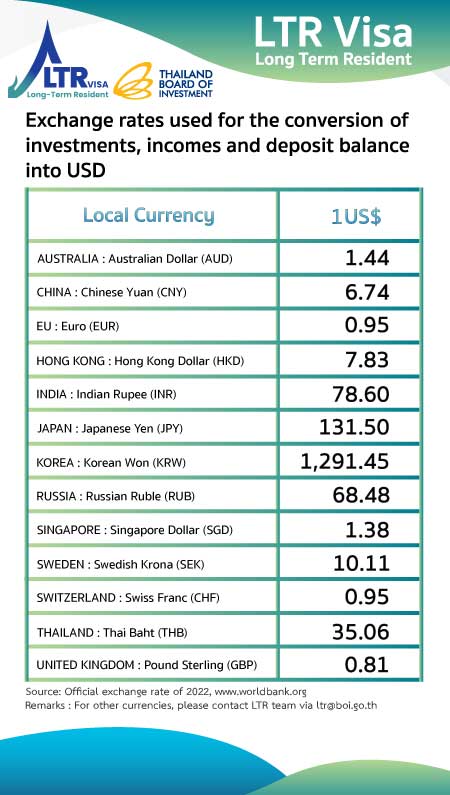 LTR Visa
Long Term Resident
LTR VISA
Long-Term Resident
THAILAND
BOARD OF
INVESTMENT
Exchange rates used for the conversion of
investments, incomes and deposit balance
into USD
Local Currency 1US$
AUSTRALIA : Australian Dollar (AUD) 1.44
CHINA : Chinese Yuan (CNY) 6.74
EU : Euro (EUR) 0.95
HONG KONG : Hong Kong Dollar (HKD) 7.83
INDIA : Indian Rupee (INR) 78.60
JAPAN : Japanese Yen (JPY) 131.50
KOREA : Korean Won (KRW) 1,291.45
RUSSIA : Russian Ruble (RUB) 68.48
SINGAPORE : Singapore Dollar (SGD) 1.38
SWEDEN : Swedish Krona (SEK) 10.11
SWITZERLAND : Swiss Franc (CHF) 0.95
THAILAND : Thai Baht (THB) 35.06
UNITED KINGDOM : Pound Sterling (GBP) 0.81
Source: Official exchange rate of 2022, www.worldbank.org
Remarks : For other currencies, please contact LTR team via ltr@boi.go.th